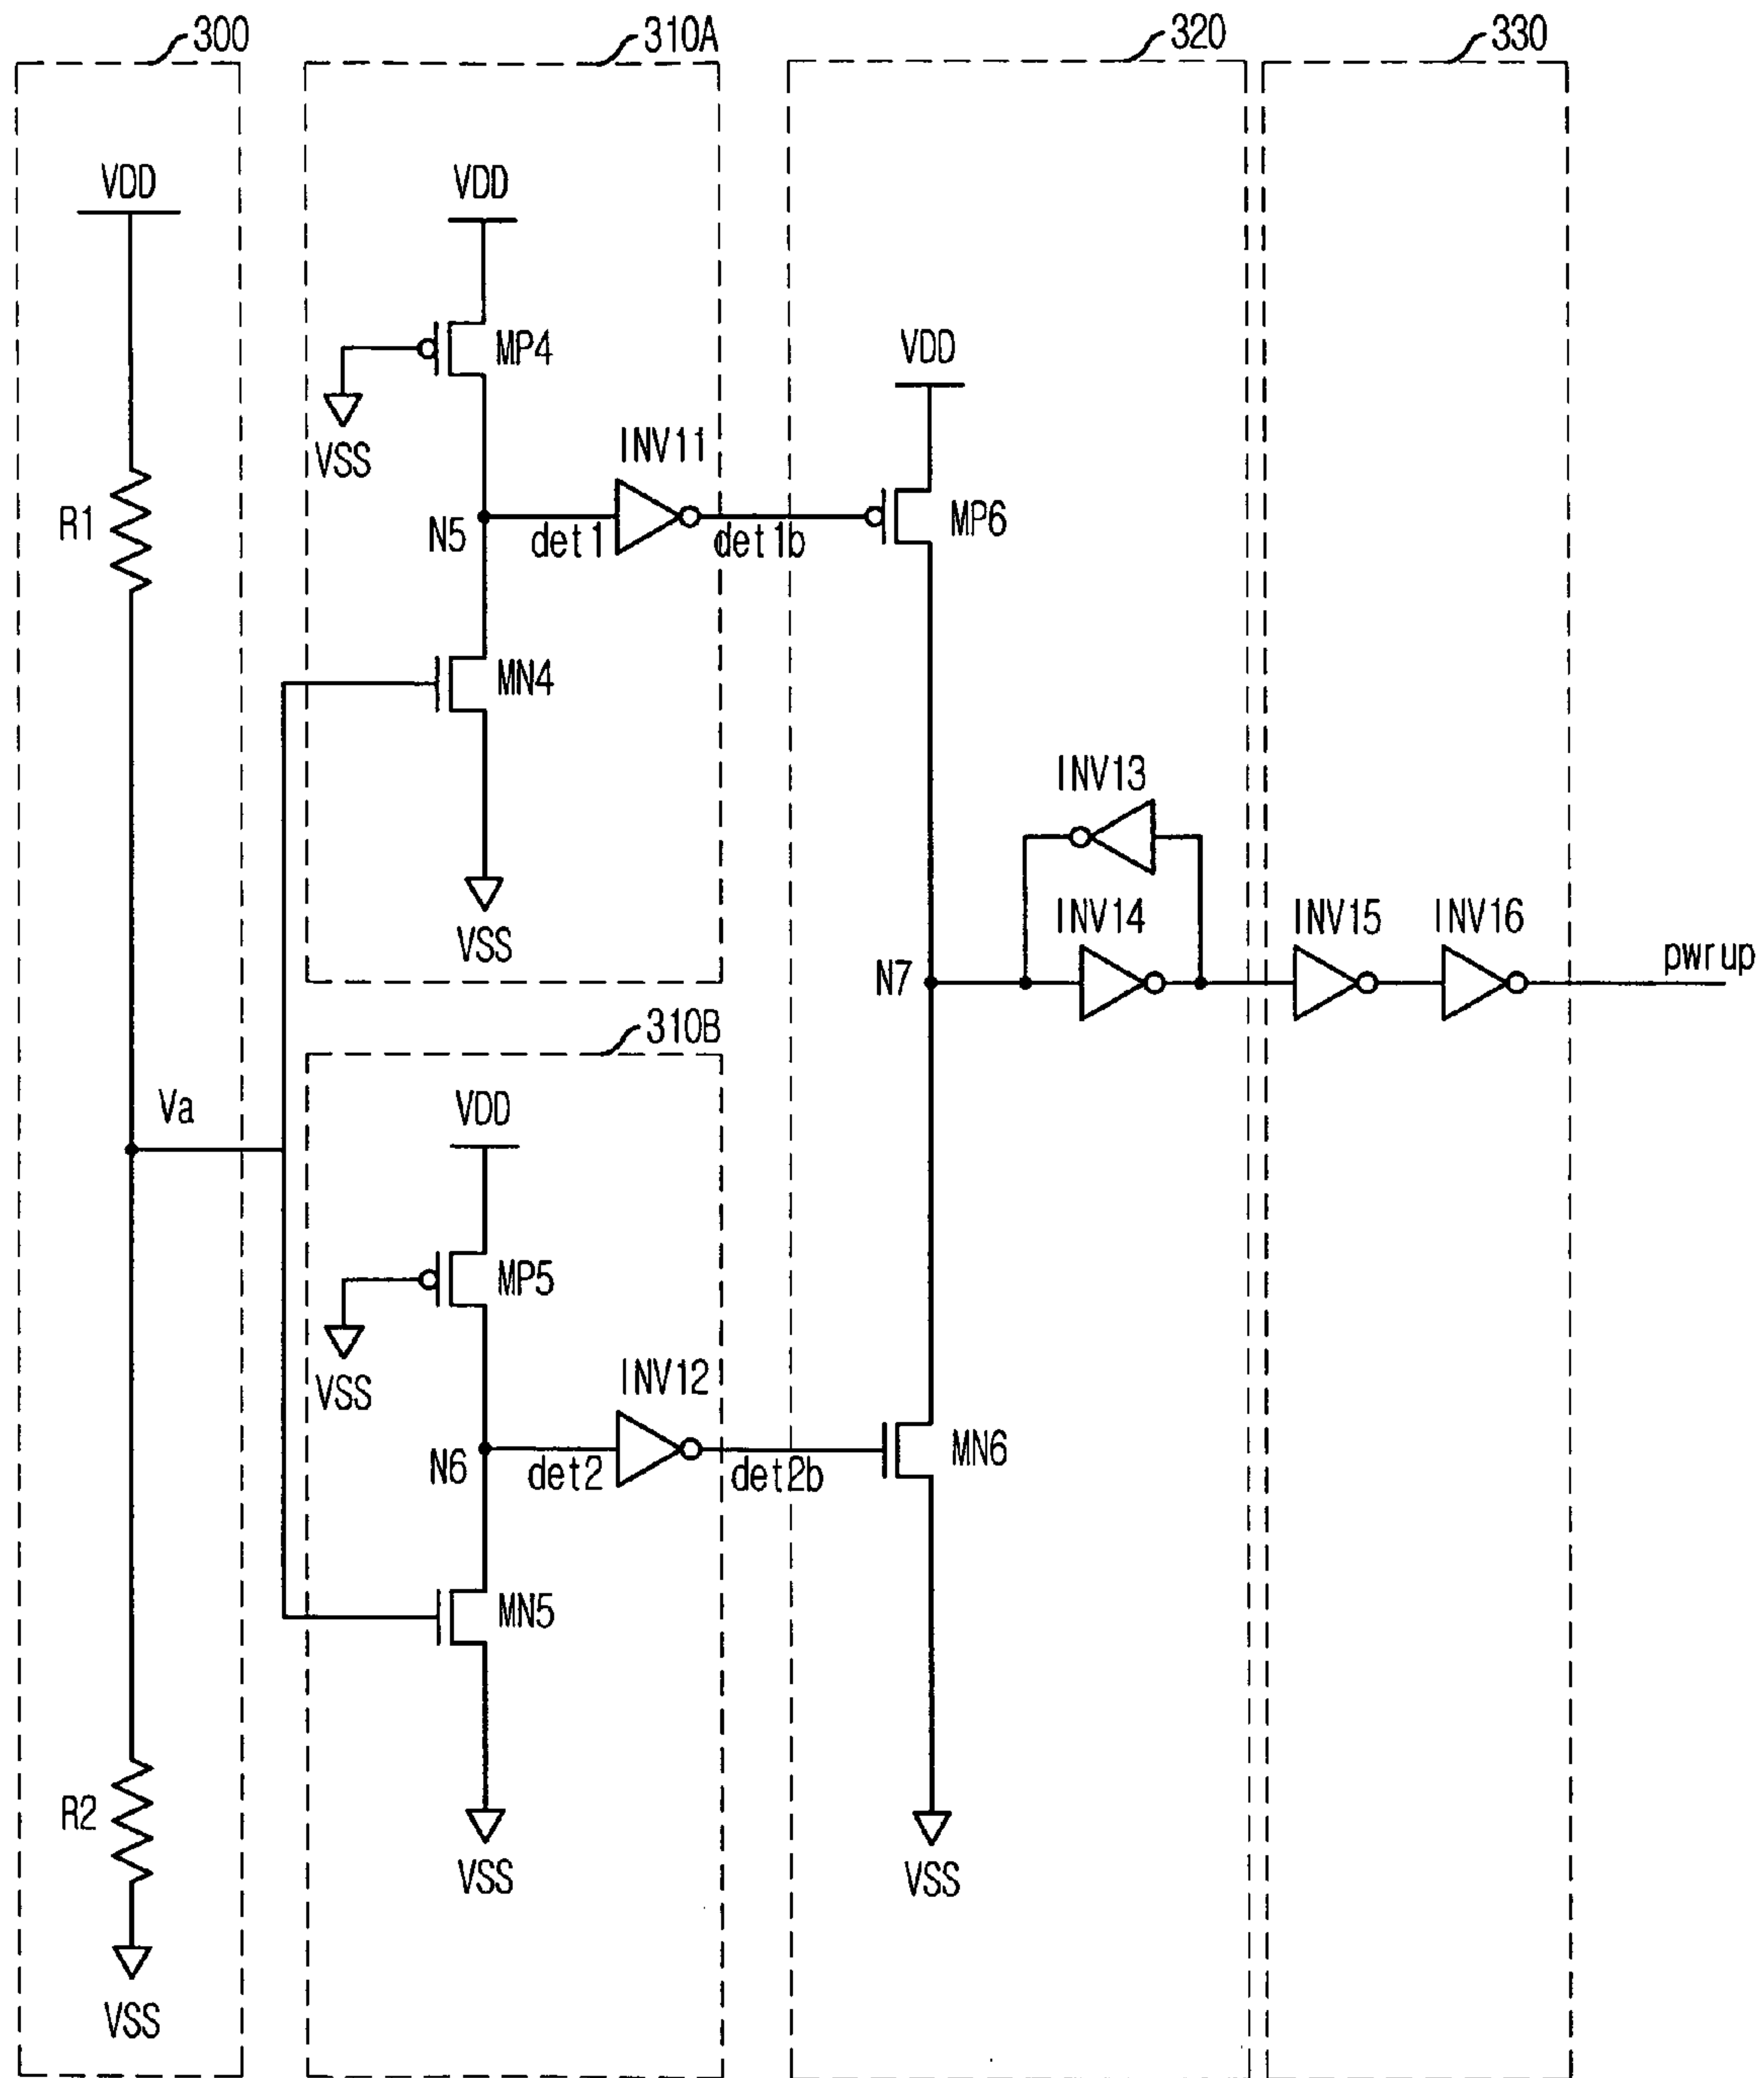 300
310A
320
330
VDD
VDD
MP4
VDD
VSS
INV11
R1
N5
det1
det1b
MP6
MN4
INV13
INV14
INV15
INV16
VSS
N7
pwrup
310B
Va
VDD
MP5
VSS
INV12
N6
det2
det2b
MN6
MN5
R2
VSS
VSS
VSS